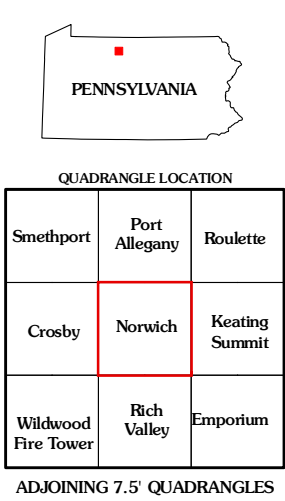 PENNSYLVANIA
QUADRANGLE LOCATION
Smethport
Port
Allegany
Roulette
Crosby
Norwich
Keating
Summit
Wildwood
Fire Tower
Rich
Valley
Emporium
ADJOINING 7.5' QUADRANGLES